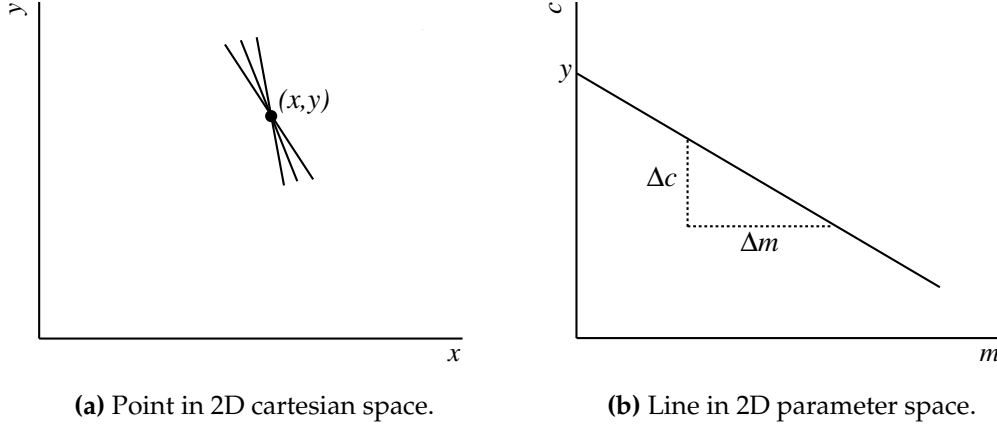 y
(x,y)
x
(a) Point in 2D cartesian space.
c
y
Δc
Δm
m
(b) Line in 2D parameter space.